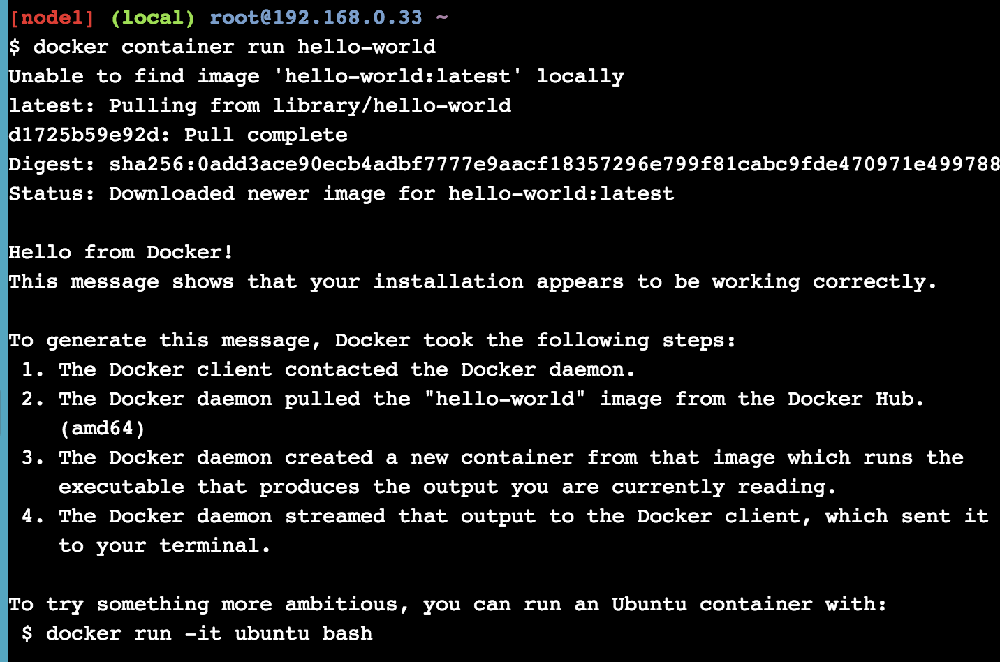 [node1] (local) root@192.168.0.33 ~
$ docker container run hello-world
Unable to find image 'hello-world:latest' locally
latest: Pulling from library/hello-world
d1725b59e92d: Pull complete
Digest: sha256:0add3ace90ecb4adbf7777e9aacf18357296e799f81cabc9fde470971e499788
Status: Downloaded newer image for hello-world:latest

Hello from Docker!
This message shows that your installation appears to be working correctly.

To generate this message, Docker took the following steps:
 1. The Docker client contacted the Docker daemon.
 2. The Docker daemon pulled the "hello-world" image from the Docker Hub.
    (amd64)
 3. The Docker daemon created a new container from that image which runs the
    executable that produces the output you are currently reading.
 4. The Docker daemon streamed that output to the Docker client, which sent it
    to your terminal.

To try something more ambitious, you can run an Ubuntu container with:
 $ docker run -it ubuntu bash